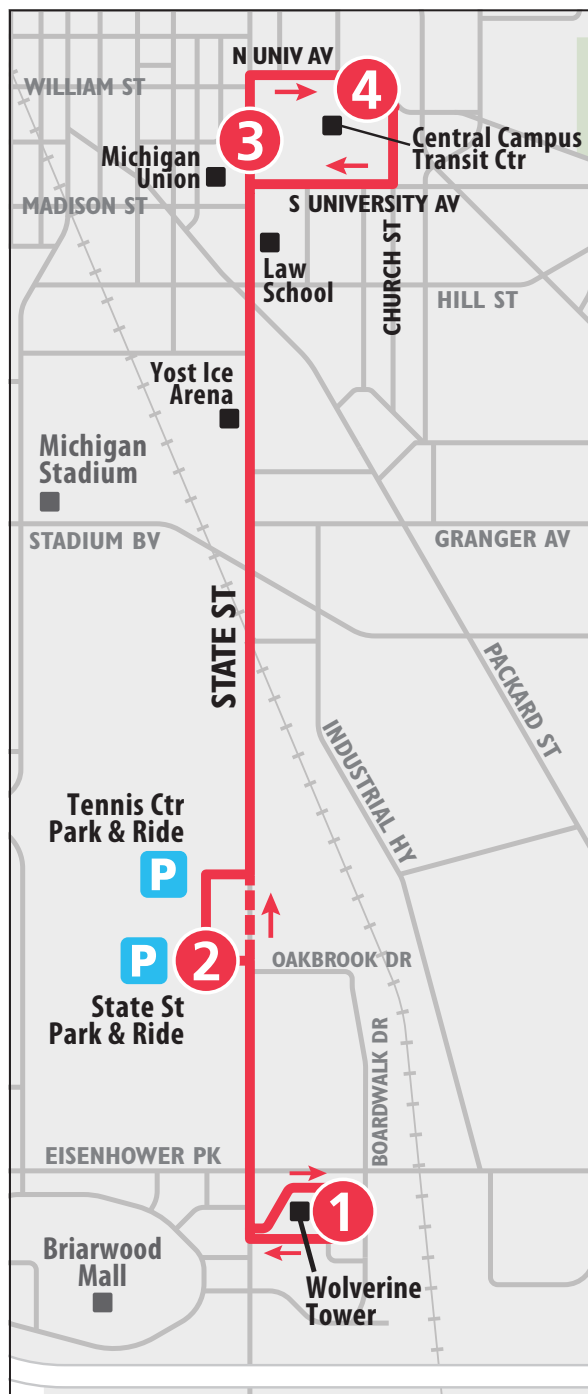 N UNIV AV
WILLIAM ST
4
3
Central Campus
Transit Ctr
Michigan
Union
MADISON ST
S UNIVERSITY AV
CHURCH ST
Law
School
HILL ST
Yost Ice
Arena
Michigan
Stadium
STADIUM BV
GRANGER AV
STATE ST
PACKARD ST
INDUSTRIAL HY
Tennis Ctr
Park & Ride
P
P
2
OAKBROOK DR
State St
Park & Ride
BOARDWALK DR
EISENHOWER PK
1
Briarwood
Mall
Wolverine
Tower